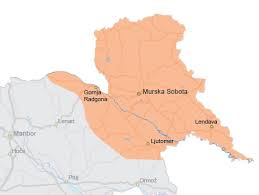 Gornja
Radgona
Murska Sobota
Lenart
Maribor
Hoče
Ljutomer
Lendava
Ptuj
Ormož